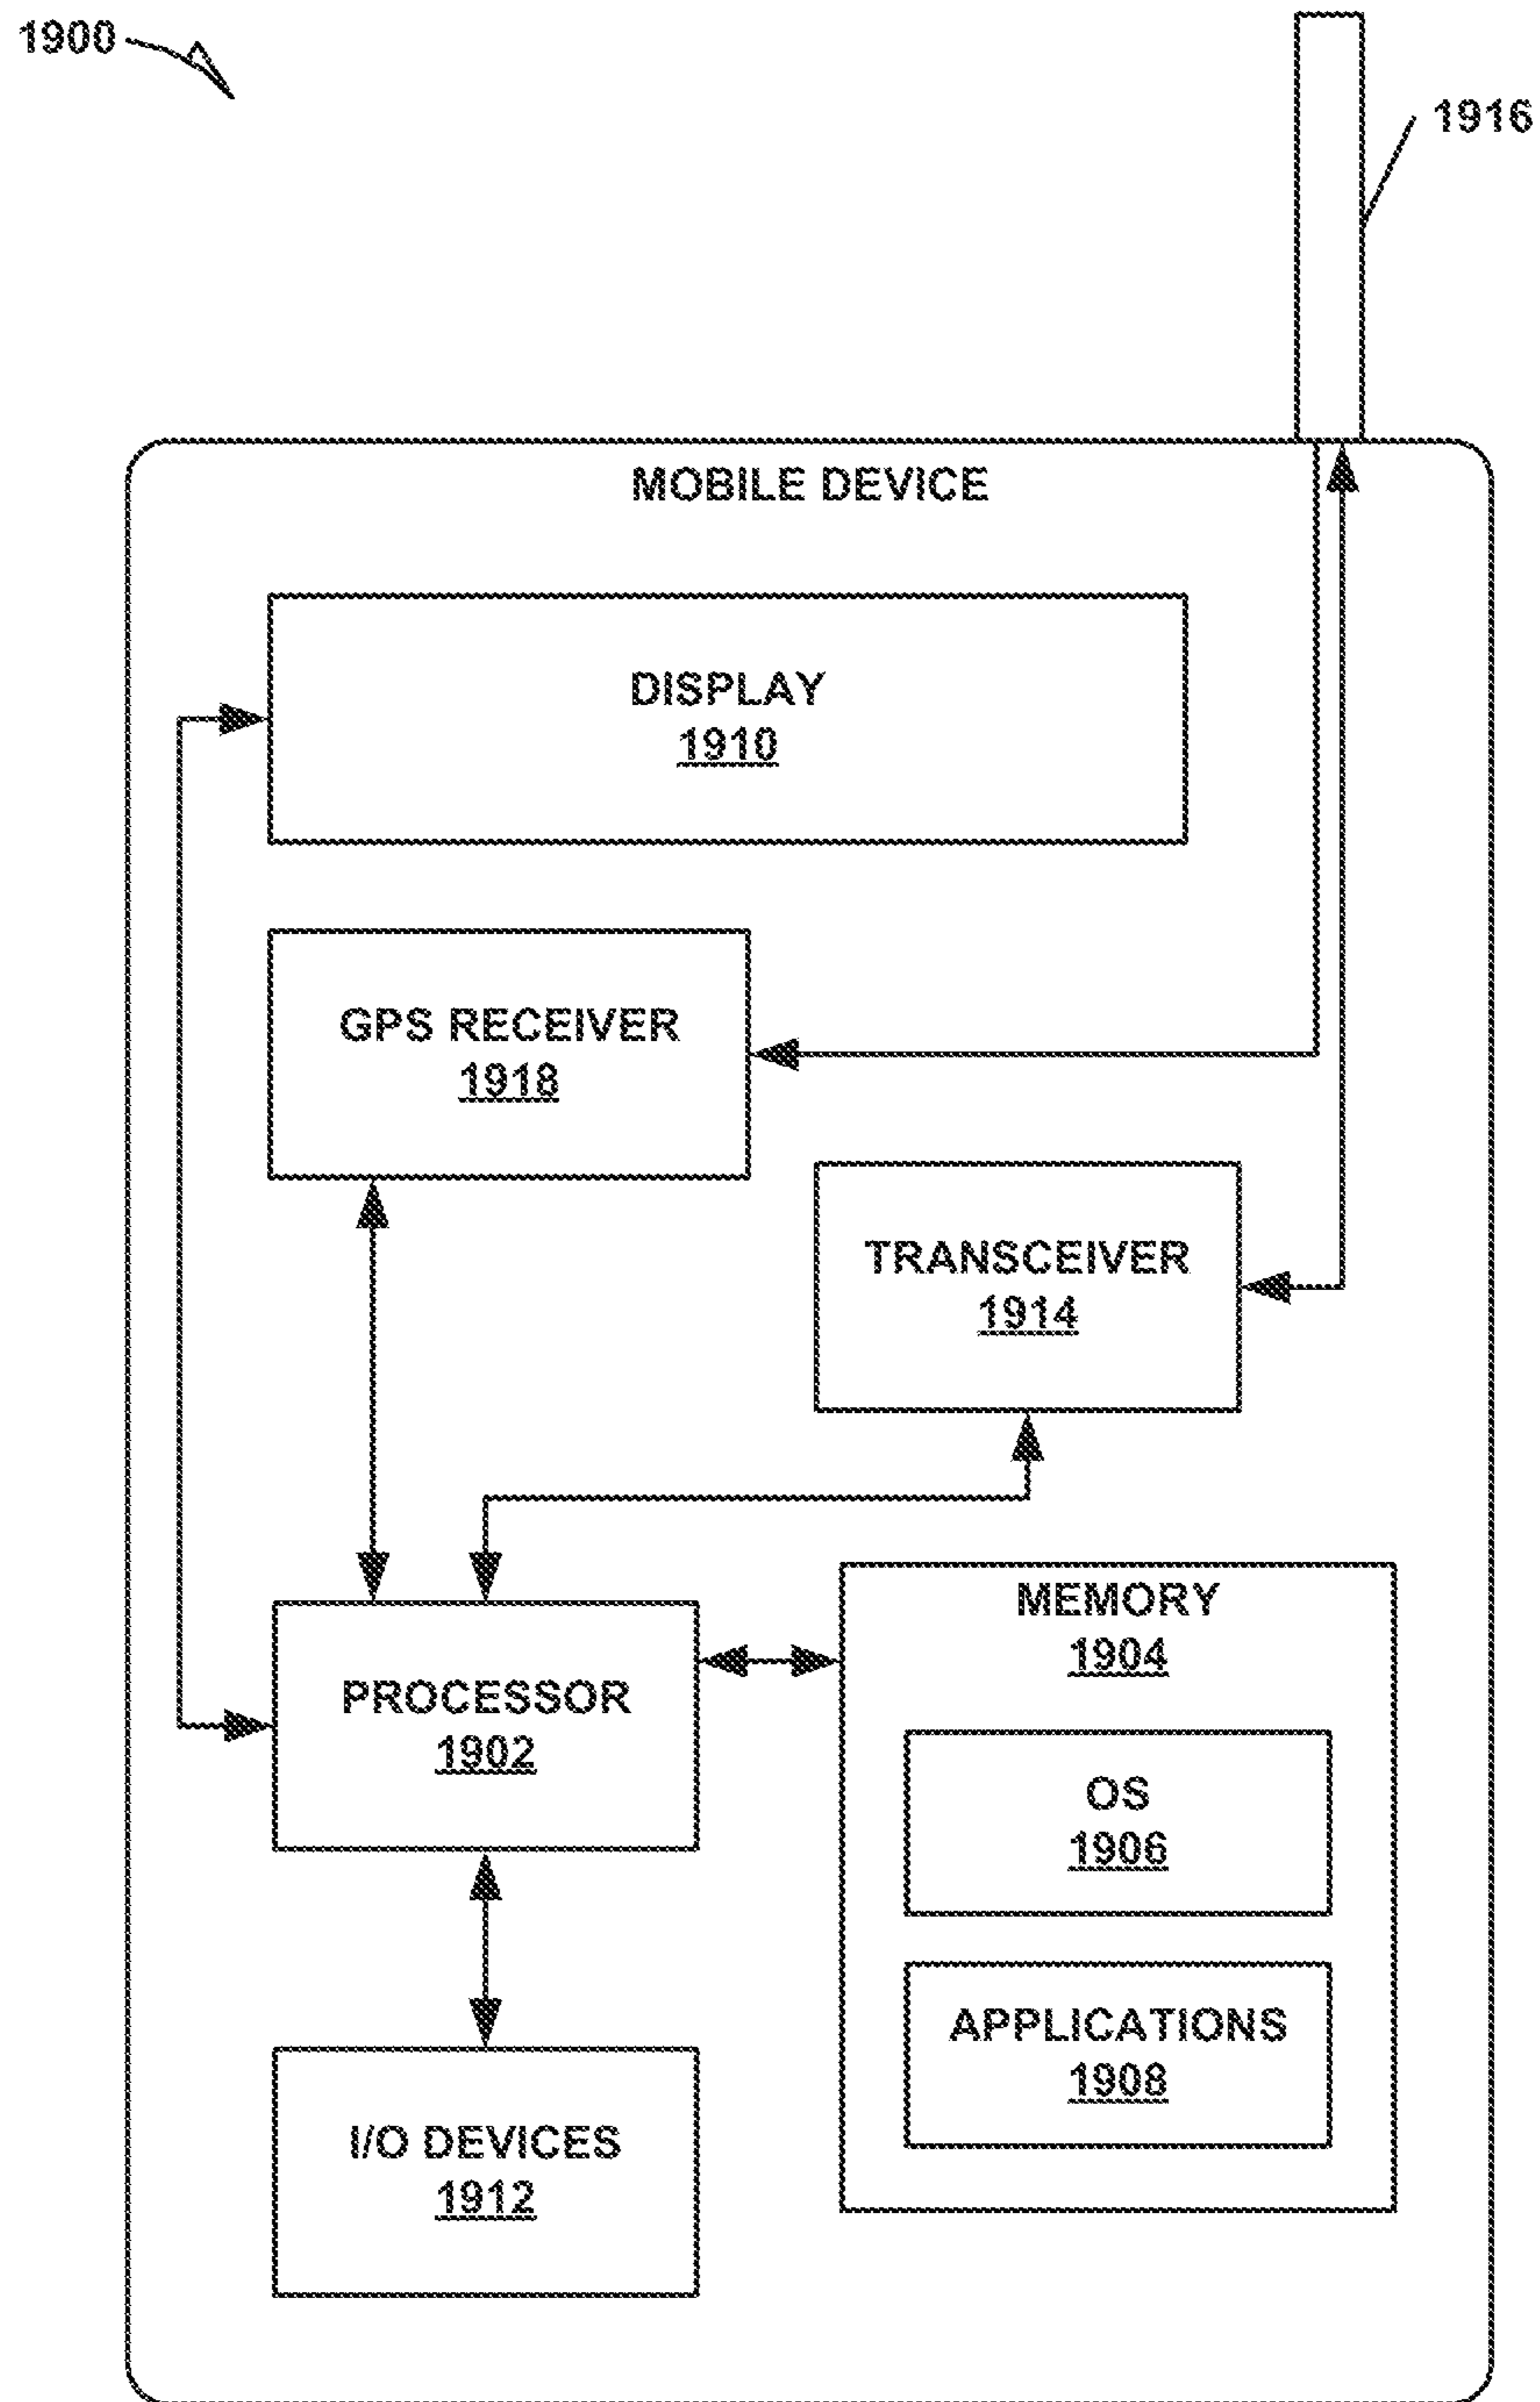 1900
1916
MOBILE DEVICE
DISPLAY
1910
GPS RECEIVER
1918
TRANSCEIVER
1914
PROCESSOR
1902
MEMORY
1904
OS
1906
APPLICATIONS
1908
I/O DEVICES
1912